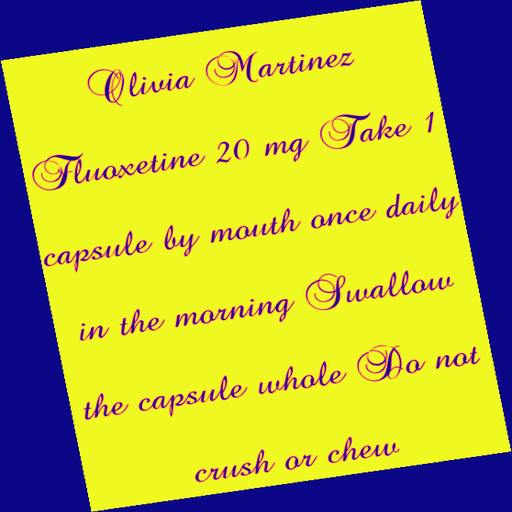 Olivia Martinez
Fluoxetine 20 mg Take 1
capsule by mouth once daily
in the morning Swallow
the capsule whole Do not
crush or chew